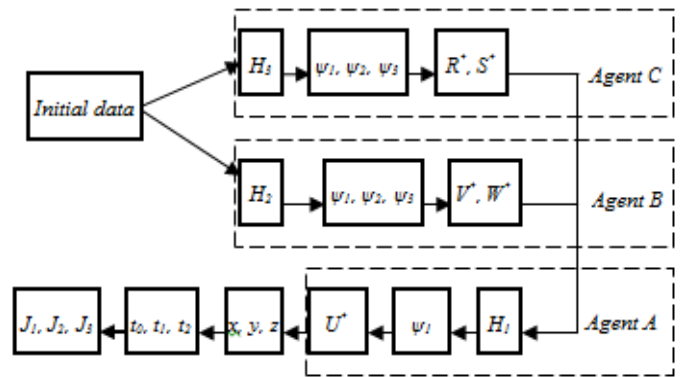 Initial data
H₃
ψ₁, ψ₂, ψ₃
R*, S*
Agent C
H₂
ψ₁, ψ₂, ψ₃
V*, W*
Agent B
J₁, J₂, J₃
t₀, t₁, t₂
x, y, z
U*
ψ₁
H₁
Agent A